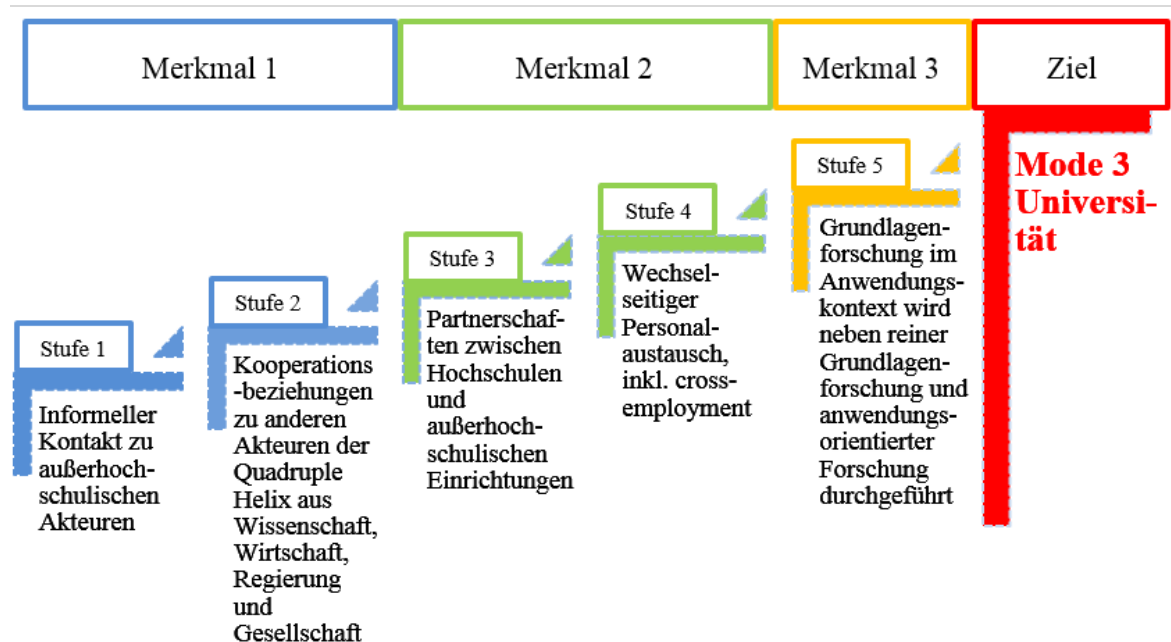 Merkmal 1
Merkmal 2
Merkmal 3
Ziel
Stufe 1
Informeller
Kontakt zu
außerhoch-
schulischen
Akteuren
Stufe 2
Kooperations
-beziehungen
zu anderen
Akteuren der
Quadruple
Helix aus
Wissenschaft,
Wirtschaft,
Regierung
und
Gesellschaft
Stufe 3
Partnerschaf-
ten zwischen
Hochschulen
und
außerhoch-
schulischen
Einrichtungen
Stufe 4
Wechsel-
seitiger
Personal-
austausch,
inkl. cross-
employment
Stufe 5
Grundlagen-
forschung im
Anwendungs-
kontext wird
neben reiner
Grundlagen-
forschung und
anwendungs-
orientierter
Forschung
durchgeführt
Mode 3
Universi-
tät